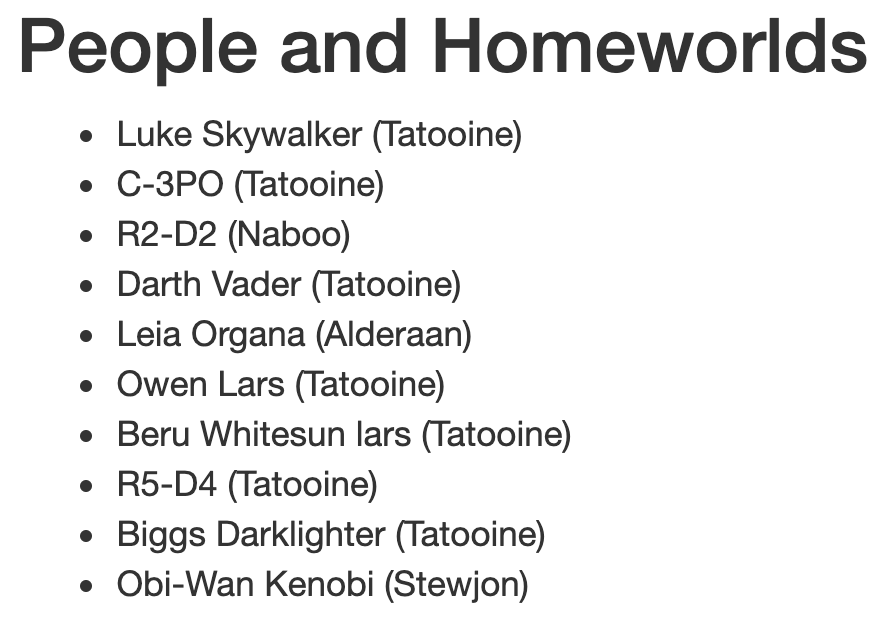 People and Homeworlds
• Luke Skywalker (Tatooine)
• C-3PO (Tatooine)
• R2-D2 (Naboo)
• Darth Vader (Tatooine)
• Leia Organa (Alderaan)
• Owen Lars (Tatooine)
• Beru Whitesun lars (Tatooine)
• R5-D4 (Tatooine)
• Biggs Darklighter (Tatooine)
• Obi-Wan Kenobi (Stewjon)